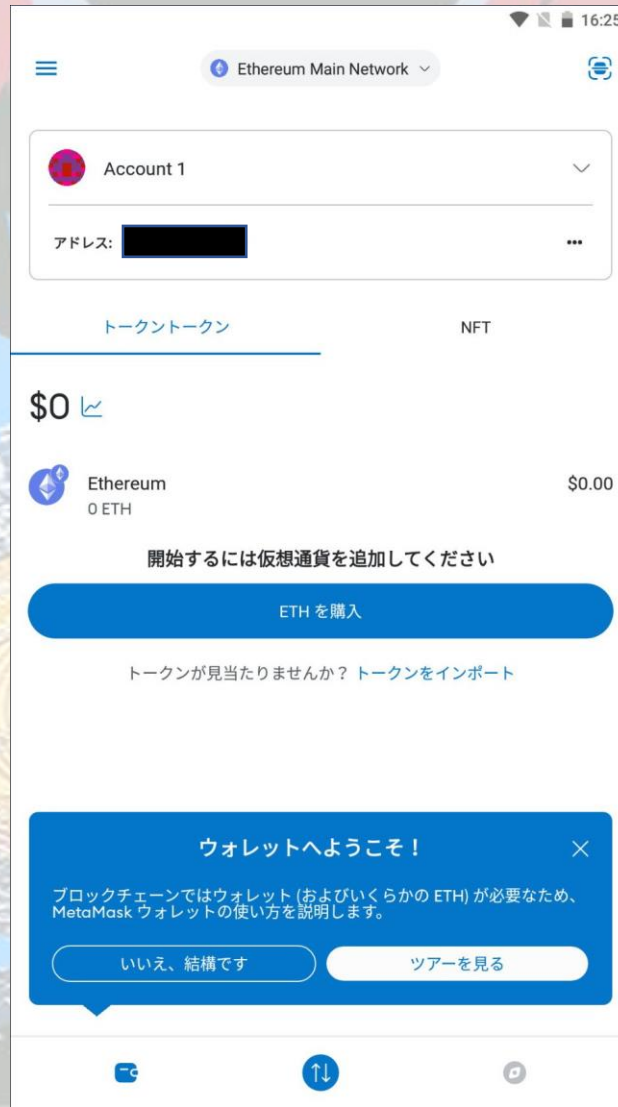 16:25
Ethereum Main Network
Account 1
アドレス:
トークントークン
NFT
$0
Ethereum
$0.00
0 ETH
開始するには仮想通貨を追加してください
ETH を購入
トークンが見当たりませんか？ トークンをインポート
ウォレットへようこそ！
ブロックチェーンではウォレット (およびいくらかの ETH) が必要なため、
MetaMask ウォレットの使い方を説明します。
いいえ、結構です
ツアーを見る